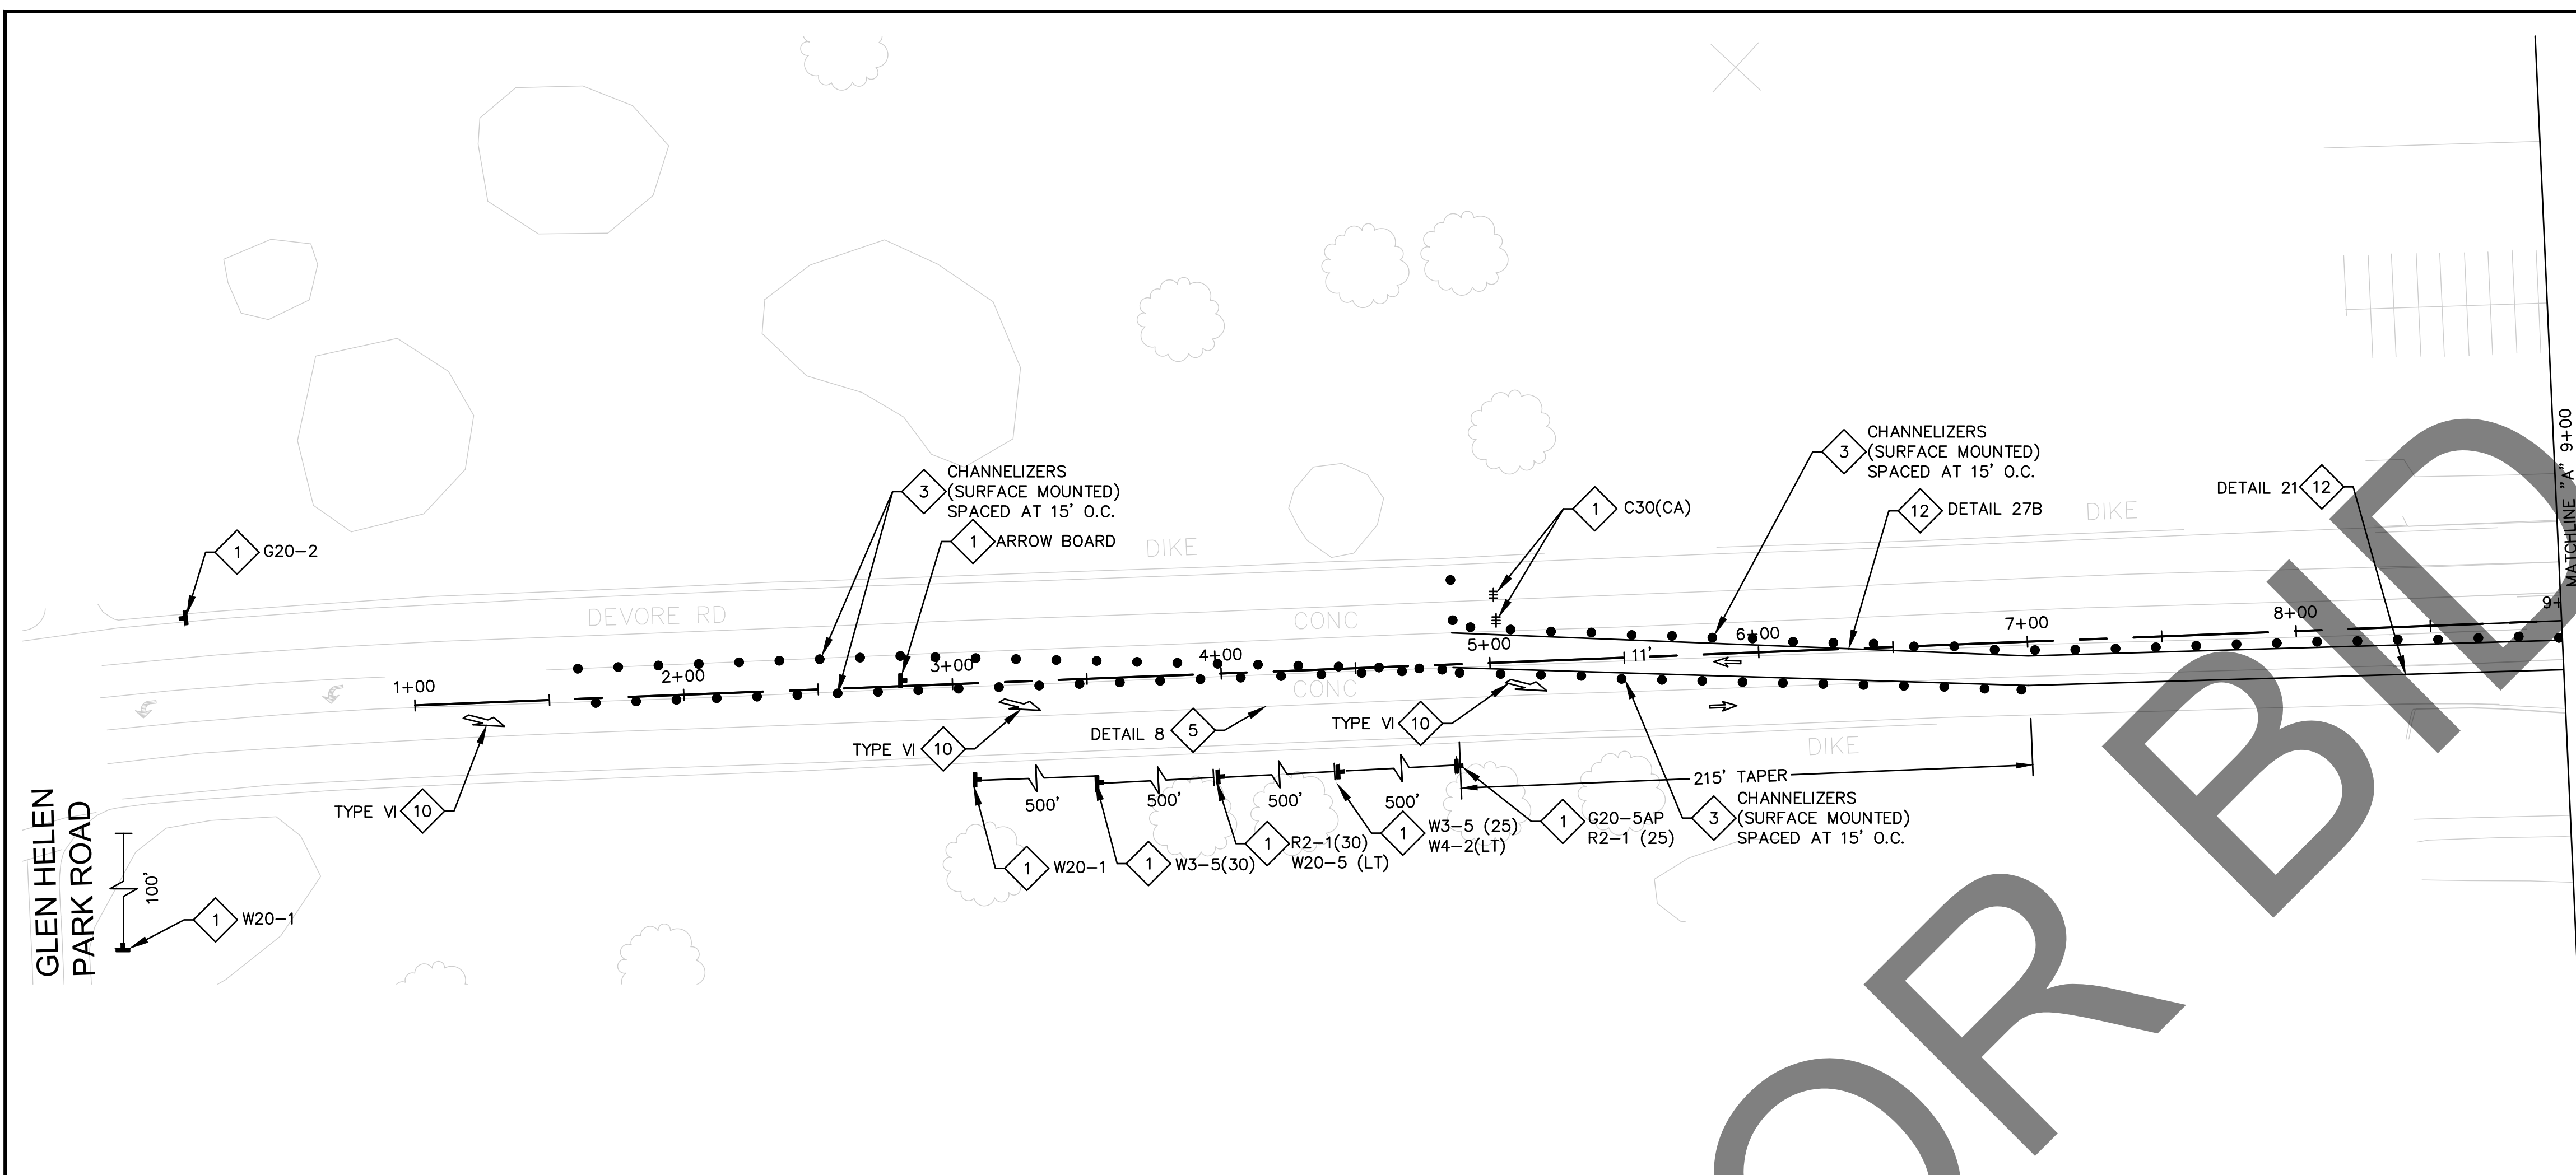 CHANNELIZERS
3 (SURFACE MOUNTED)
SPACED AT 15' O.C.
1 ARROW BOARD
1 G20-2
DIKE
1 C30(CA)
CHANNELIZERS
3 (SURFACE MOUNTED)
SPACED AT 15' O.C.
12 DETAIL 27B
DIKE
DETAIL 21 12
MATCHLINE "A" 9+00
DEVORE RD
CONC
CONC
1+00
2+00
3+00
4+00
5+00
6+00
7+00
8+00
9+
11'
TYPE VI 10
TYPE VI 10
DETAIL 8 5
TYPE VI 10
DIKE
500'
500'
500'
500'
215' TAPER
1 W20-1
1 W3-5(30)
1 R2-1(30)
W20-5 (LT)
1 W3-5 (25)
W4-2(LT)
1 G20-5AP
R2-1 (25)
CHANNELIZERS
3 (SURFACE MOUNTED)
SPACED AT 15' O.C.
GLEN HELEN
PARK ROAD
100'
1 W20-1
OR BID